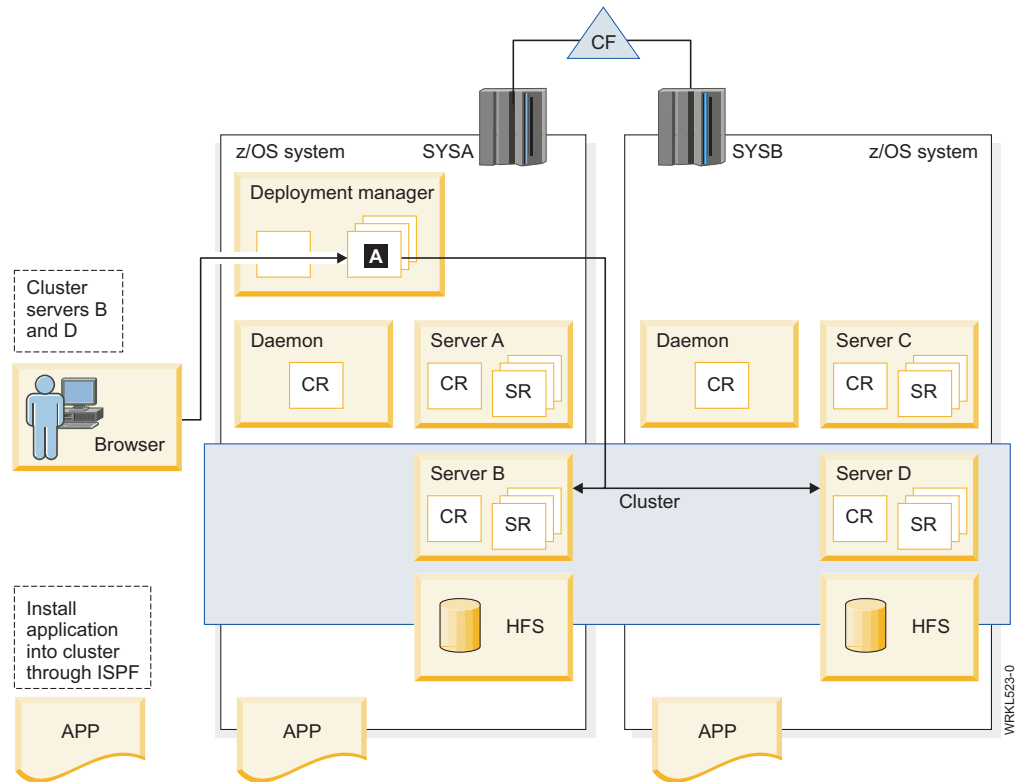 CF
z/OS system
SYSA
SYSB
z/OS system
Deployment manager
A
Cluster
servers B
and D
Browser
Daemon
CR
Server A
CR
SR
Daemon
CR
Server C
CR
SR
Server B
CR
SR
Cluster
Server D
CR
SR
HFS
HFS
Install
application
into cluster
through ISPF
APP
APP
APP
WRKL523-0